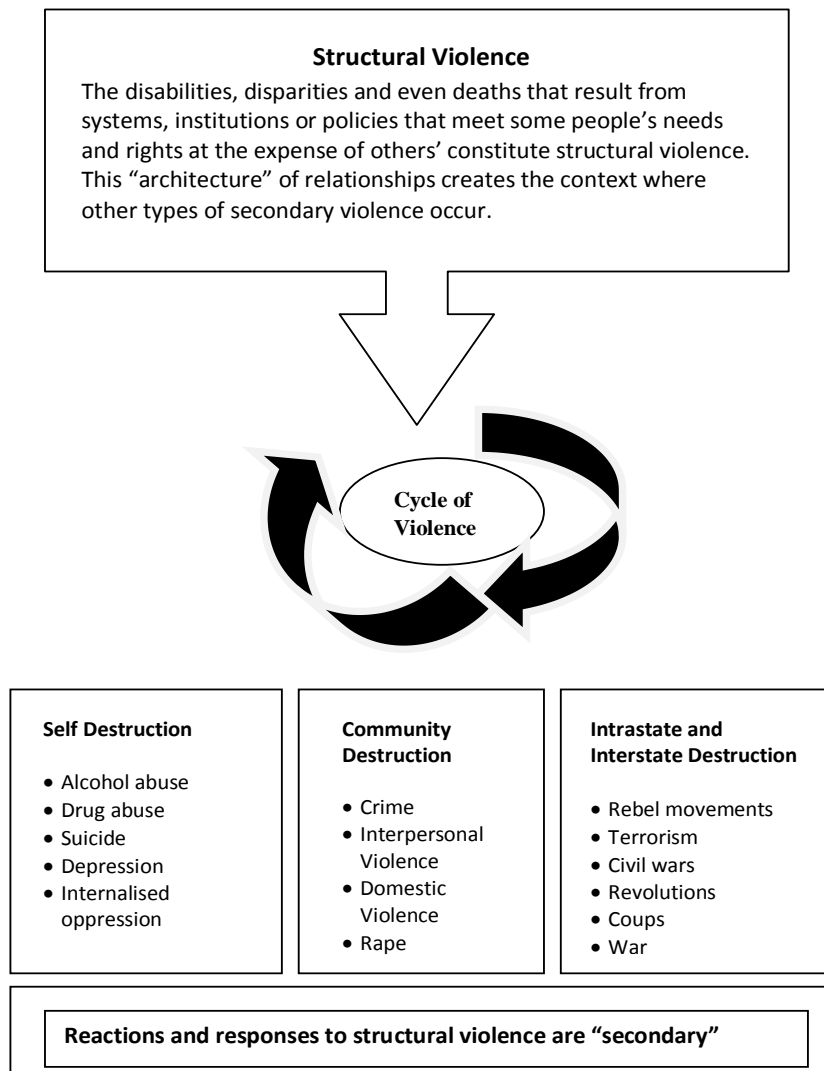 Structural Violence
The disabilities, disparities and even deaths that result from
systems, institutions or policies that meet some people’s needs
and rights at the expense of others’ constitute structural violence.
This “architecture” of relationships creates the context where
other types of secondary violence occur.
Cycle of
Violence
Self Destruction
• Alcohol abuse
• Drug abuse
• Suicide
• Depression
• Internalised
oppression
Community
Destruction
• Crime
• Interpersonal
Violence
• Domestic
Violence
• Rape
Intrastate and
Interstate Destruction
• Rebel movements
• Terrorism
• Civil wars
• Revolutions
• Coups
• War
Reactions and responses to structural violence are “secondary”